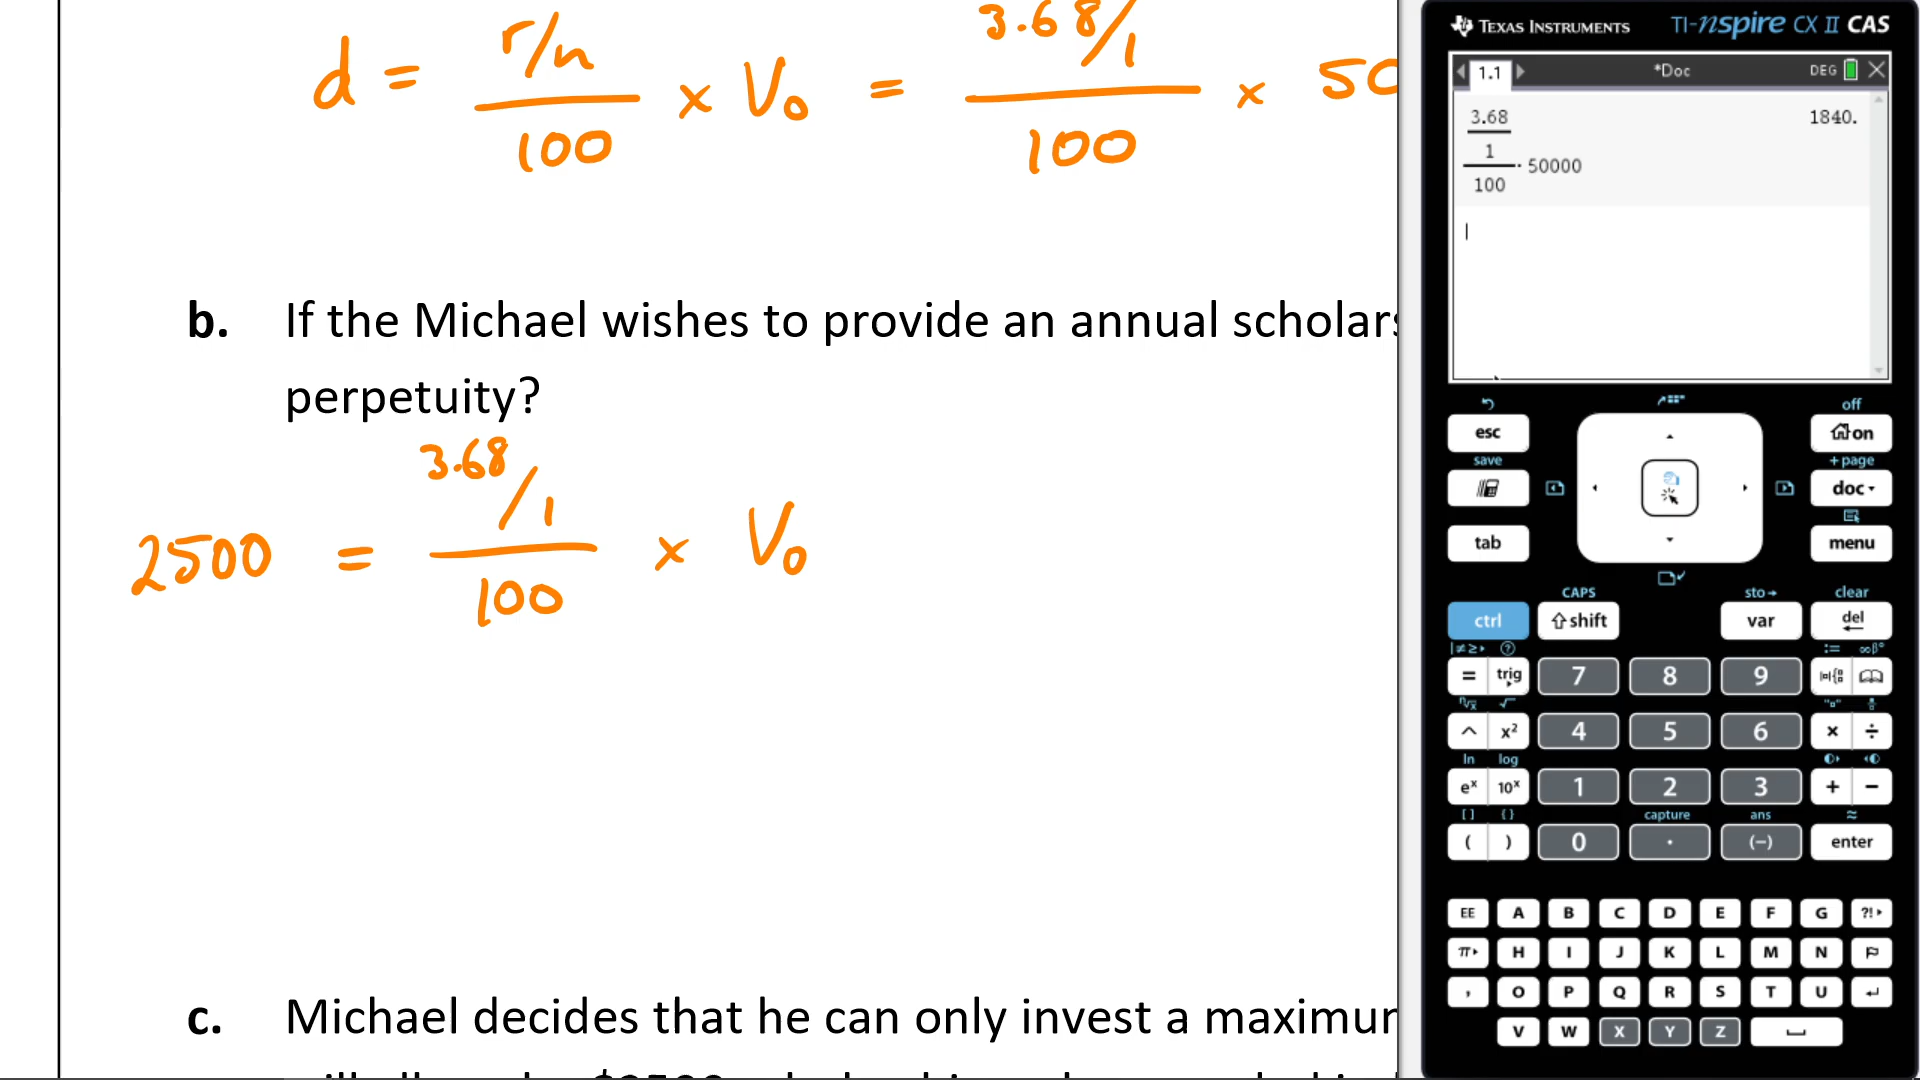 d = r/n / 100 × V₀ = 3.68/1 / 100 × 50
b. If the Michael wishes to provide an annual scholars
perpetuity?
2500 = 3.68/1 / 100 × V₀
c. Michael decides that he can only invest a maximum
TEXAS INSTRUMENTS TI-nspire CX II CAS
1.1 *Doc DEG
3.68 1840.
1
100 · 50000
off
esc on
save + page
doc
tab menu
CAPS sto→ clear
ctrl shift var del
= trig 7 8 9
^ x² 4 5 6 × ÷
ln log
eˣ 10ˣ 1 2 3 + −
[ ] { } capture ans ≈
( ) 0 . (−) enter
EE A B C D E F G ?!
π H I J K L M N
, O P Q R S T U
V W X Y Z